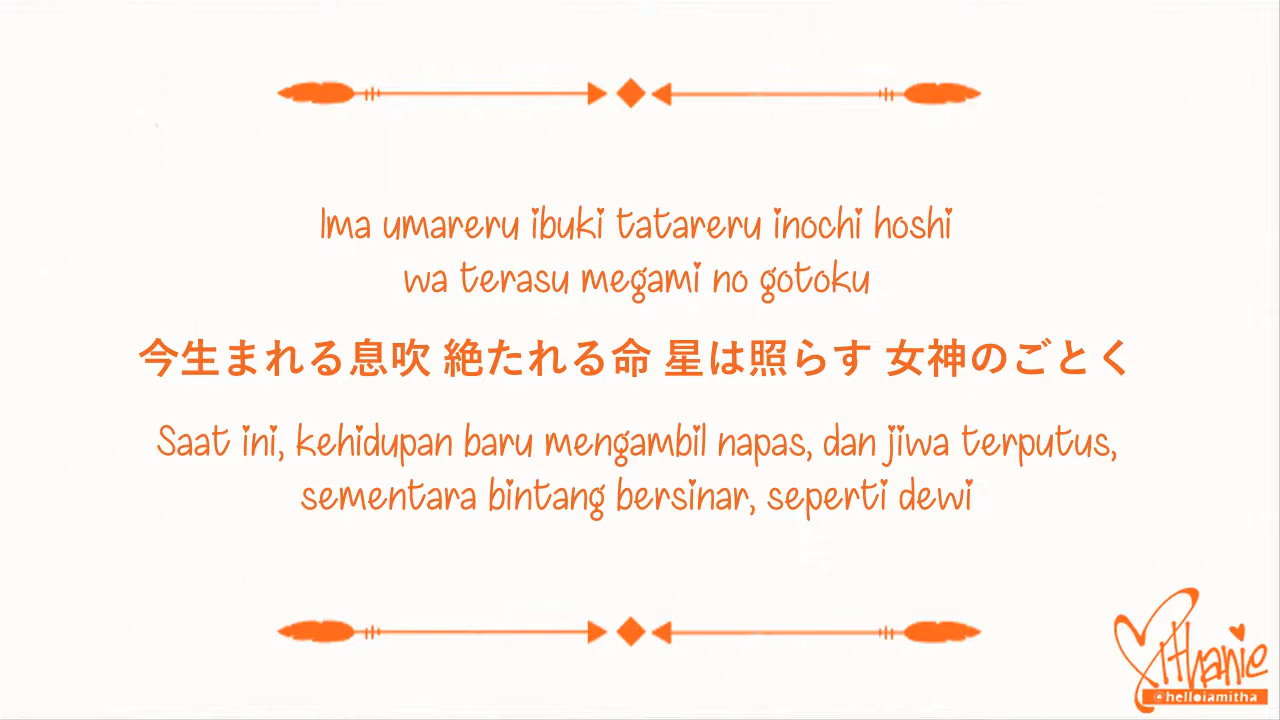 Ima umareru ibuki tatareru inochi hoshi
wa terasu megami no gotoku
今生まれる息吹 絶たれる命 星は照らす 女神のごとく
Saat ini, kehidupan baru mengambil napas, dan jiwa terputus,
sementara bintang bersinar, seperti dewi
Mithanie
@helloiamitha